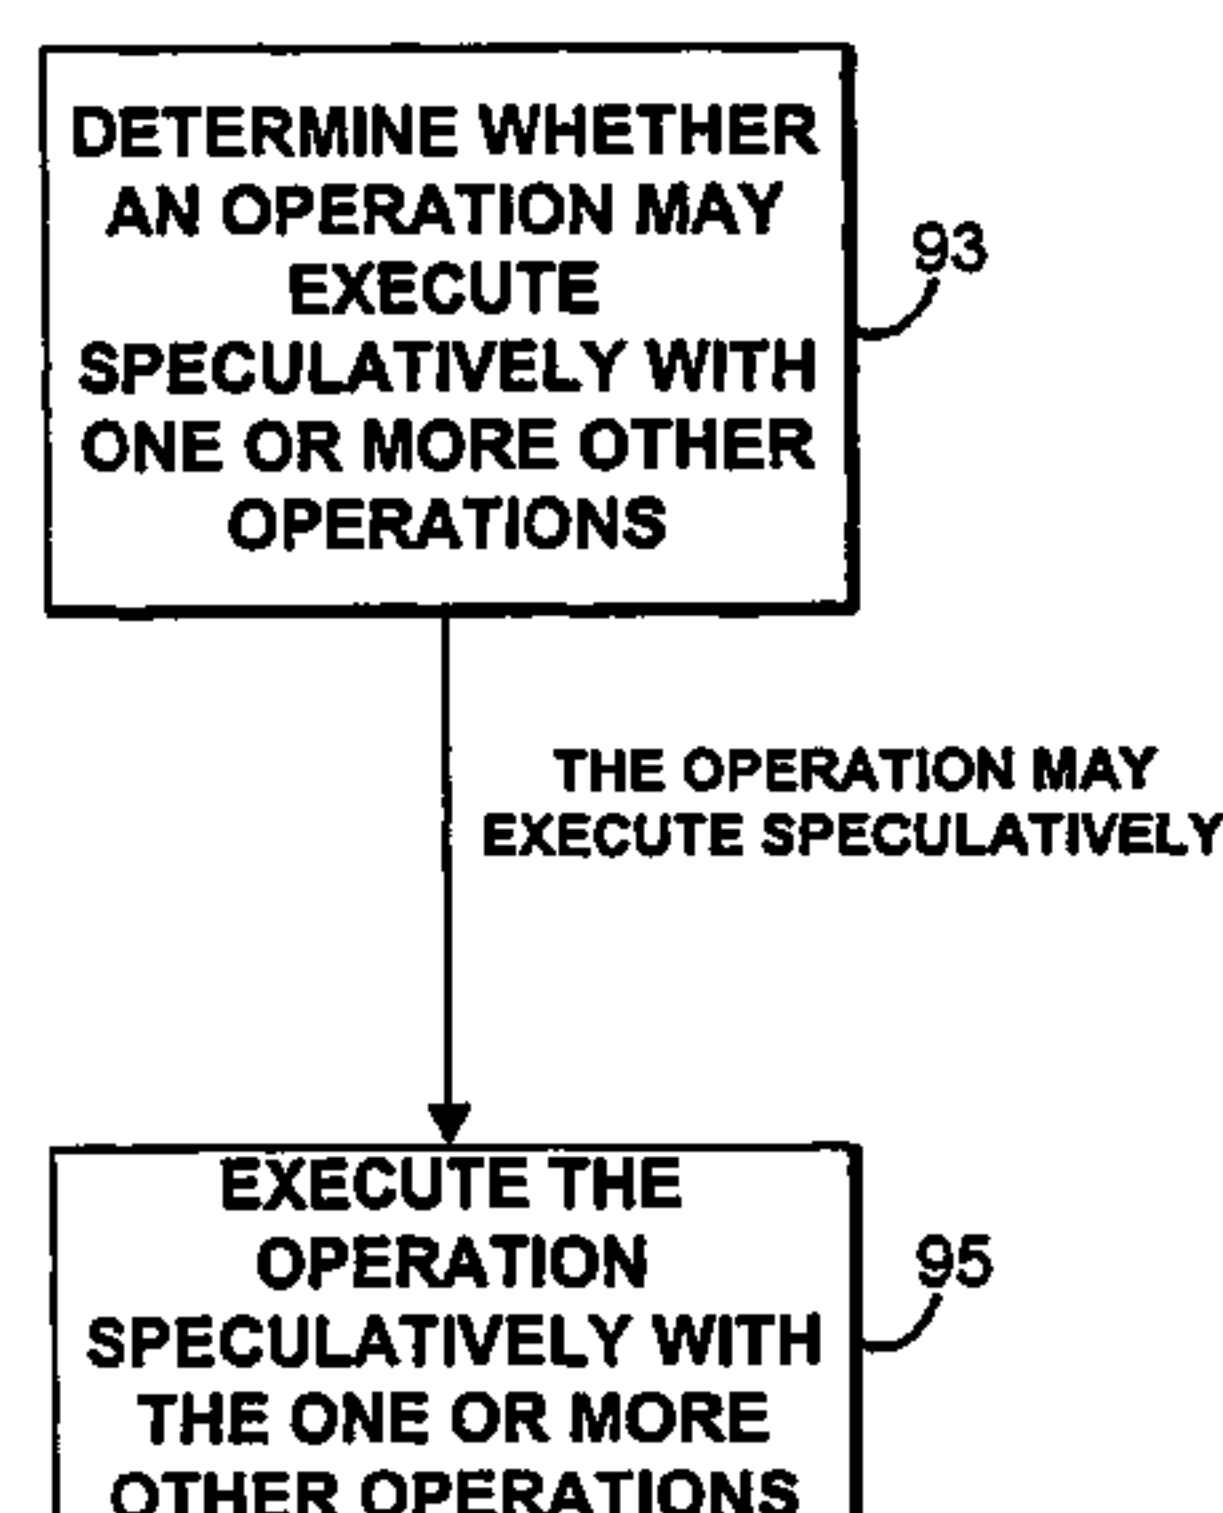 DETERMINE WHETHER
AN OPERATION MAY
EXECUTE
SPECULATIVELY WITH
ONE OR MORE OTHER
OPERATIONS
93
THE OPERATION MAY
EXECUTE SPECULATIVELY
EXECUTE THE
OPERATION
SPECULATIVELY WITH
THE ONE OR MORE
OTHER OPERATIONS
95